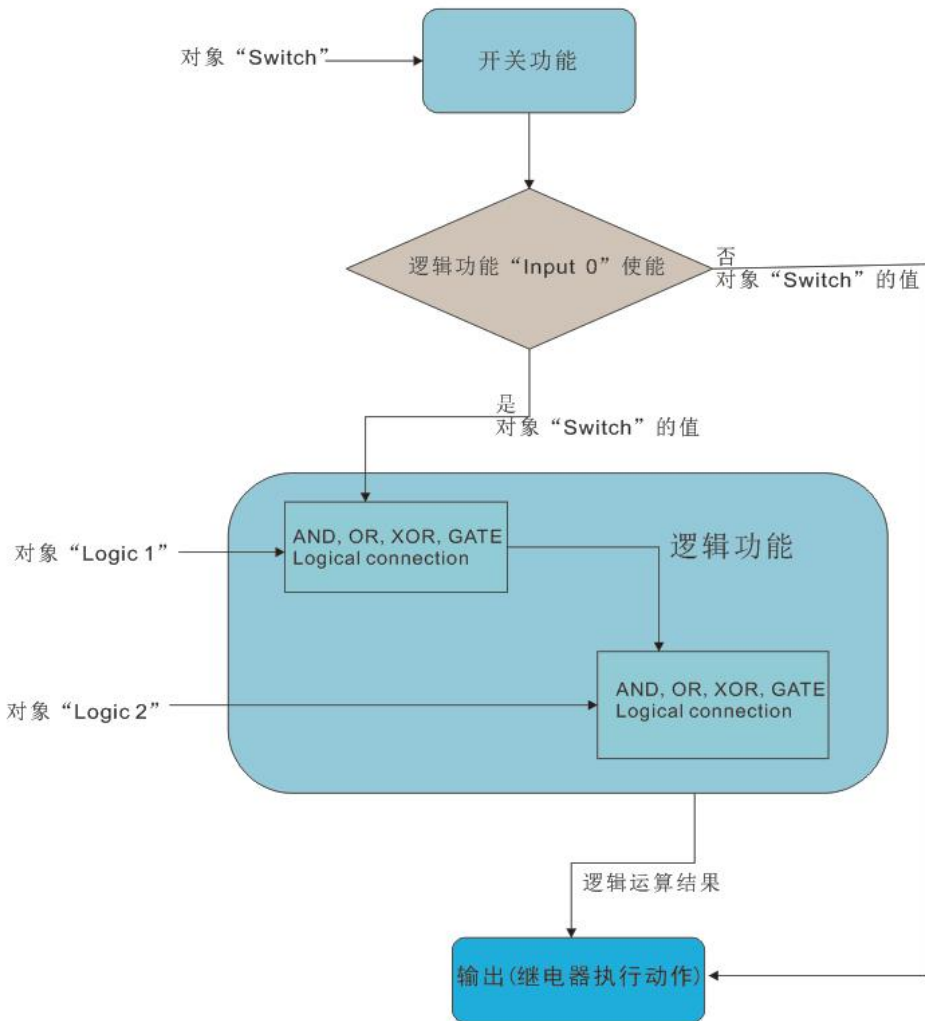 对象“Switch”
开关功能
逻辑功能“Input 0”使能
否
对象“Switch”的值
是
对象“Switch”的值
AND, OR, XOR, GATE
Logical connection
逻辑功能
对象“Logic 1”
AND, OR, XOR, GATE
Logical connection
对象“Logic 2”
逻辑运算结果
输出(继电器执行动作)